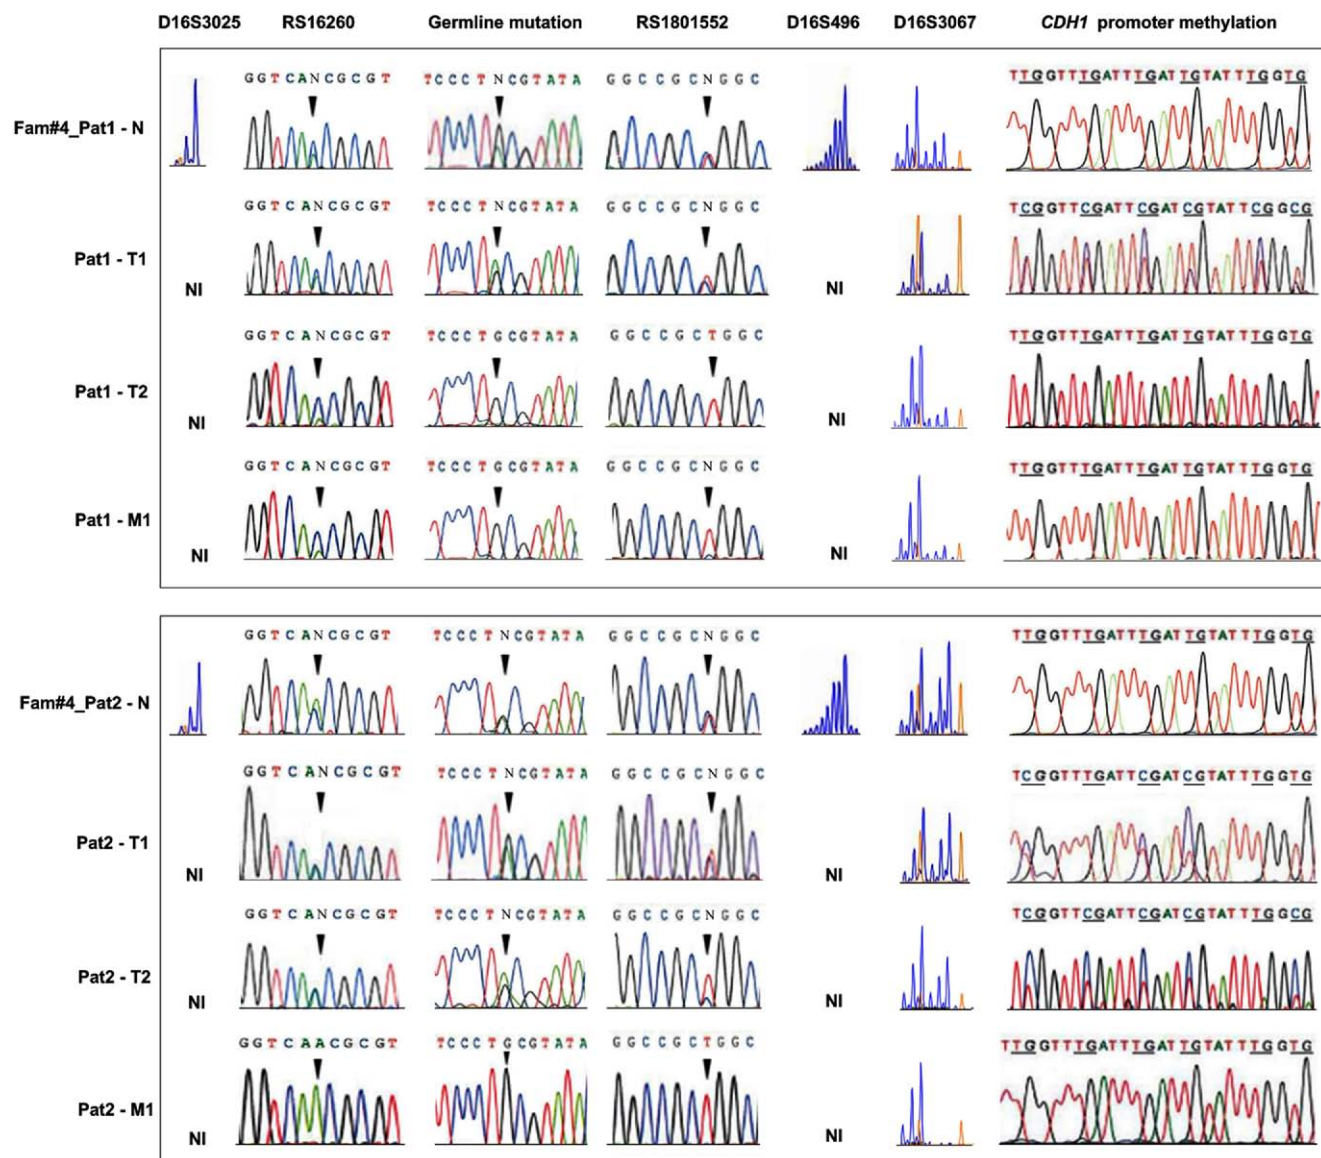 D16S3025 RS16260 Germline mutation RS1801552 D16S496 D16S3067 CDH1 promoter methylation
GGTCANCGCGT TCCCTNCGTATA GGCCGCNGGC TTGGTTTGATTTGATTGTATTTGGTG
Fam#4_Pat1 - N
GGTCANCGCGT TCCCTNCGTATA GGCCGCNGGC TCGGTTCGATTCGATCGTATTCGGCG
Pat1 - T1
NI NI
GGTCANCGCGT TCCCTGCGTATA GGCCGCTGGC TTGGTTTGATTTGATTGTATTTGGTG
Pat1 - T2
NI NI
GGTCANCGCGT TCCCTGCGTATA GGCCGCNGGC TTGGTTTGATTTGATTGTATTTGGTG
Pat1 - M1
NI NI
GGTCANCGCGT TCCCTNCGTATA GGCCGCNGGC TTGGTTTGATTTGATTGTATTTGGTG
Fam#4_Pat2 - N
GGTCANCGCGT TCCCTNCGTATA GGCCGCNGGC TCGGTTTGATTCGATCGTATTTGGTG
Pat2 - T1
NI NI
GGTCANCGCGT TCCCTNCGTATA GGCCGCNGGC TCGGTTCGATTCGATCGTATTTGGCG
Pat2 - T2
NI NI
GGTCAACGCGT TCCCTGCGTATA GGCCGCTGGC TTGGTTTGATTTGATTGTATTTGGTG
Pat2 - M1
NI NI